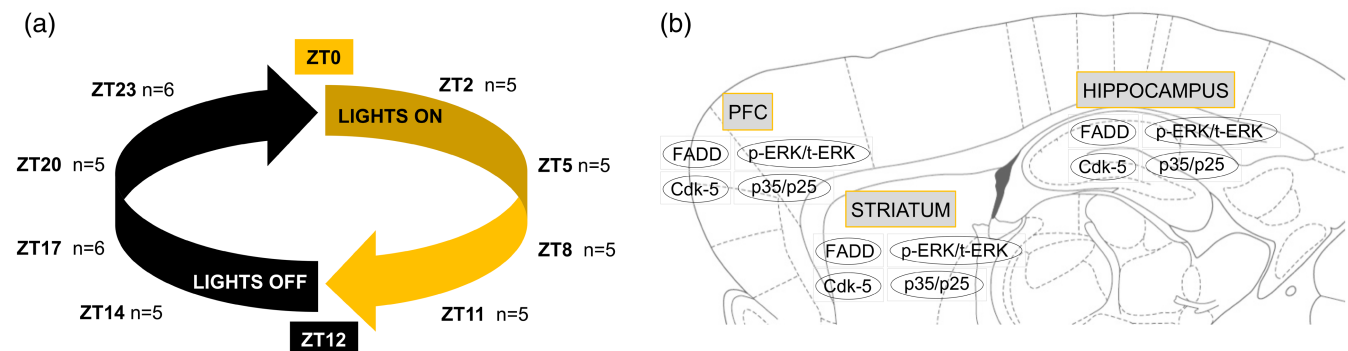 (a)
ZT0
ZT23 n=6
ZT2 n=5
LIGHTS ON
ZT20 n=5
ZT5 n=5
ZT17 n=6
ZT8 n=5
LIGHTS OFF
ZT14 n=5
ZT11 n=5
ZT12
(b)
PFC
FADD p-ERK/t-ERK
Cdk-5 p35/p25
STRIATUM
FADD p-ERK/t-ERK
Cdk-5 p35/p25
HIPPOCAMPUS
FADD p-ERK/t-ERK
Cdk-5 p35/p25